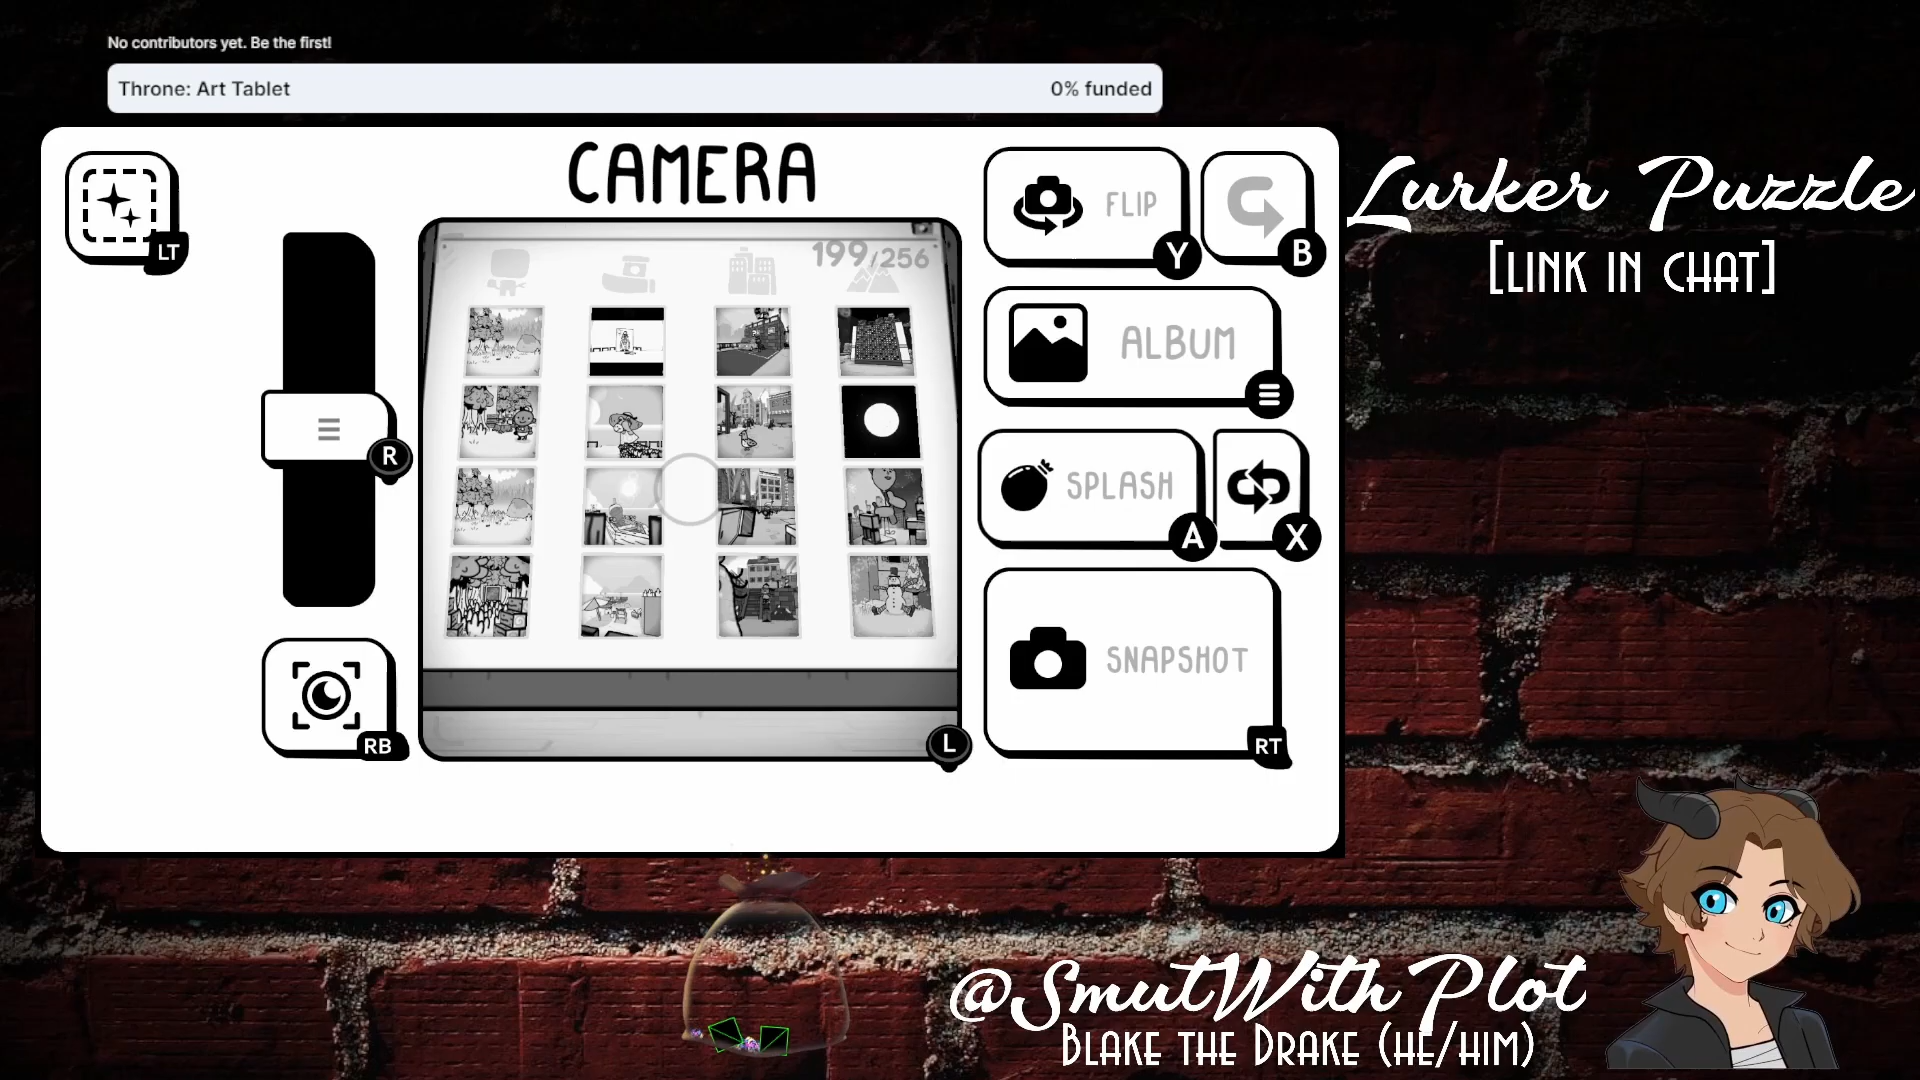 No contributors yet. Be the first!
Throne: Art Tablet 0% funded
CAMERA
LT
199/256
FLIP
Y
B
Lurker Puzzle
[LINK IN CHAT]
ALBUM
R
SPLASH
A
X
SNAPSHOT
RB
L
RT
@SmutWithPlot
BLAKE THE DRAKE (HE/HIM)